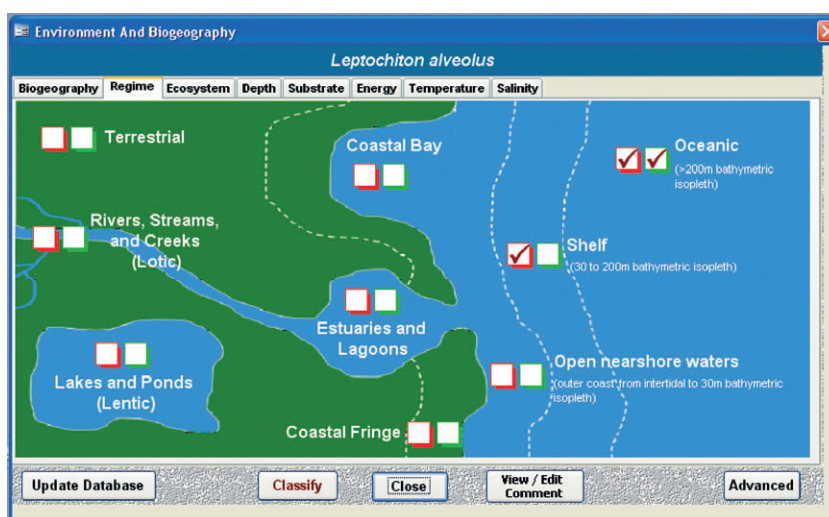 Environment And Biogeography
Leptochiton alveolus
Biogeography Regime Ecosystem Depth Substrate Energy Temperature Salinity
Terrestrial
Coastal Bay
Oceanic
(>200m bathymetric
isopleth)
Rivers, Streams,
and Creeks
(Lotic)
Shelf
(30 to 200m bathymetric isopleth)
Estuaries and
Lagoons
Open nearshore waters
(outer coast from intertidal to 30m bathymetric
isopleth)
Lakes and Ponds
(Lentic)
Coastal Fringe
Update Database
Classify
Close
View / Edit
Comment
Advanced